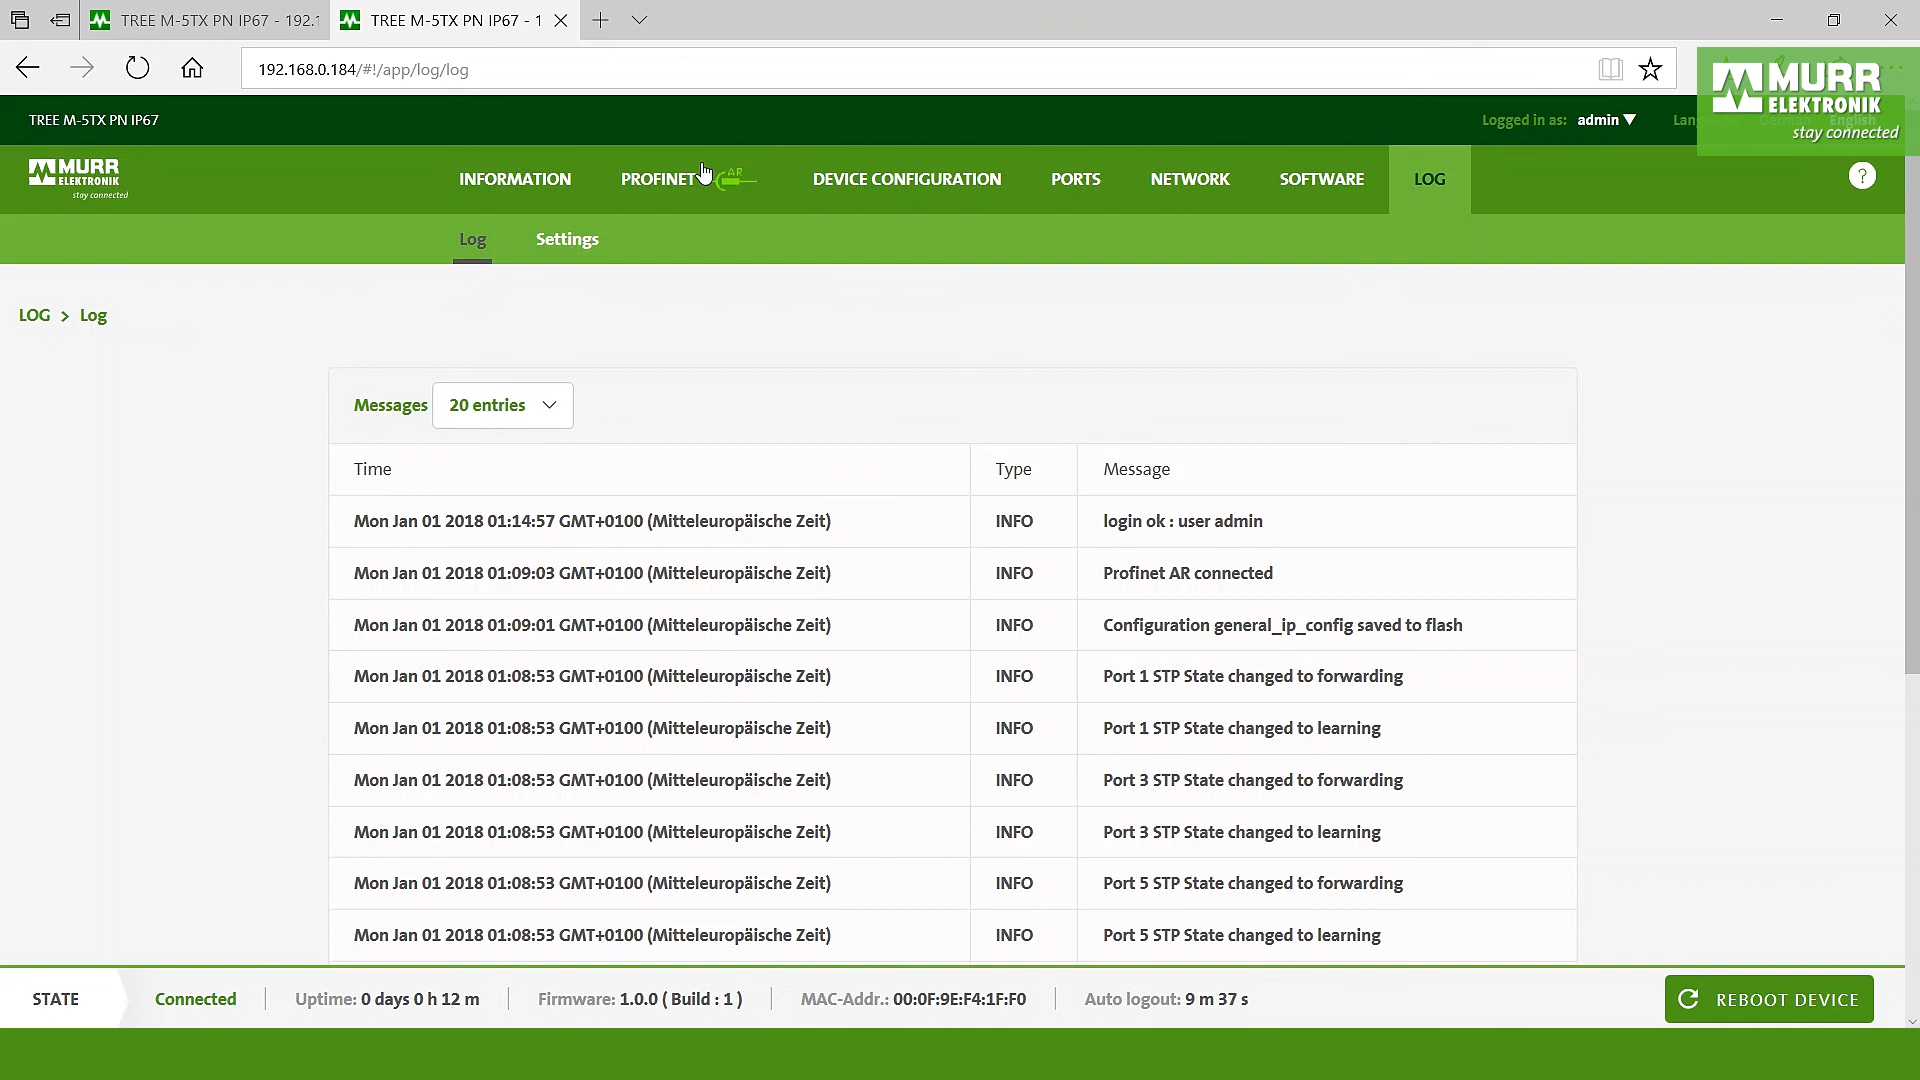 TREE M-5TX PN IP67 - 192.1
TREE M-5TX PN IP67 - 1
192.168.0.184/#!/app/log/log
MURR
ELEKTRONIK
stay connected
TREE M-5TX PN IP67
Logged in as: admin
English
MURR
ELEKTRONIK
stay connected
INFORMATION
PROFINET
AR
DEVICE CONFIGURATION
PORTS
NETWORK
SOFTWARE
LOG
?
Log
Settings
LOG > Log
Messages 20 entries
Time Type Message
Mon Jan 01 2018 01:14:57 GMT+0100 (Mitteleuropäische Zeit) INFO login ok : user admin
Mon Jan 01 2018 01:09:03 GMT+0100 (Mitteleuropäische Zeit) INFO Profinet AR connected
Mon Jan 01 2018 01:09:01 GMT+0100 (Mitteleuropäische Zeit) INFO Configuration general_ip_config saved to flash
Mon Jan 01 2018 01:08:53 GMT+0100 (Mitteleuropäische Zeit) INFO Port 1 STP State changed to forwarding
Mon Jan 01 2018 01:08:53 GMT+0100 (Mitteleuropäische Zeit) INFO Port 1 STP State changed to learning
Mon Jan 01 2018 01:08:53 GMT+0100 (Mitteleuropäische Zeit) INFO Port 3 STP State changed to forwarding
Mon Jan 01 2018 01:08:53 GMT+0100 (Mitteleuropäische Zeit) INFO Port 3 STP State changed to learning
Mon Jan 01 2018 01:08:53 GMT+0100 (Mitteleuropäische Zeit) INFO Port 5 STP State changed to forwarding
Mon Jan 01 2018 01:08:53 GMT+0100 (Mitteleuropäische Zeit) INFO Port 5 STP State changed to learning
STATE Connected Uptime: 0 days 0 h 12 m Firmware: 1.0.0 ( Build : 1 ) MAC-Addr.: 00:0F:9E:F4:1F:F0 Auto logout: 9 m 37 s REBOOT DEVICE